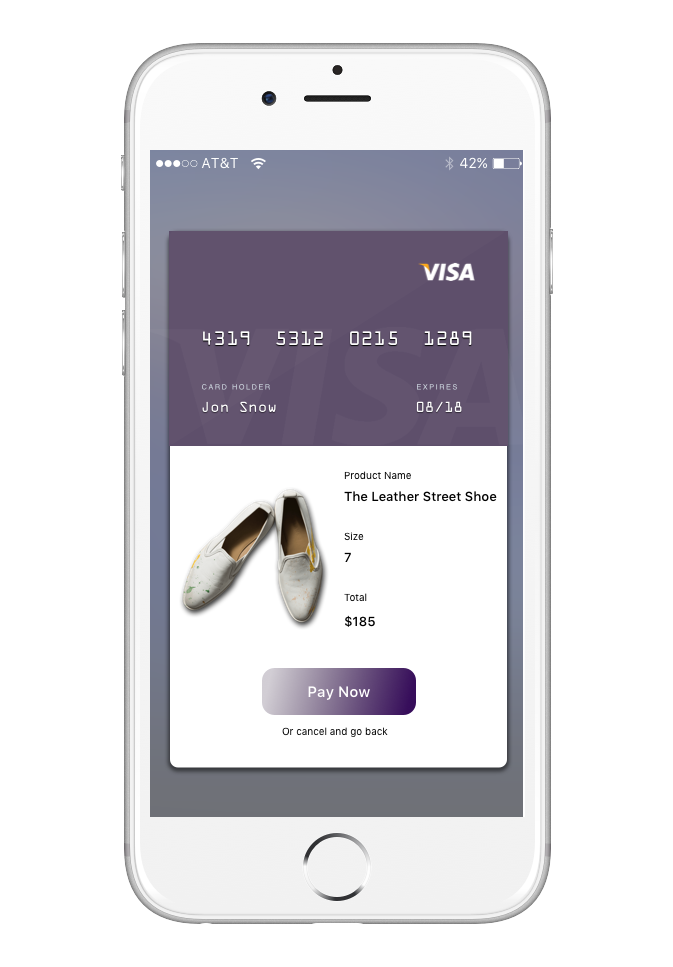 AT&T 42%
VISA
4319 5312 0215 1289
CARD HOLDER EXPIRES
Jon Snow 08/18
VISA
Product Name
The Leather Street Shoe
Size
7
Total
$185
Pay Now
Or cancel and go back